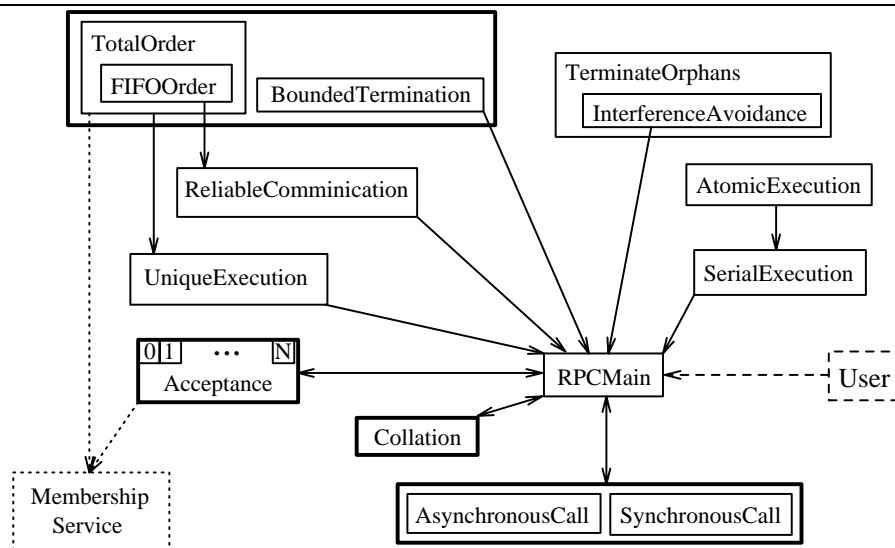 TotalOrder
FIFOOrder
BoundedTermination
TerminateOrphans
InterferenceAvoidance
ReliableComminication
AtomicExecution
UniqueExecution
SerialExecution
0 1 ... N
Acceptance
RPCMain
User
Collation
Membership
Service
AsynchronousCall
SynchronousCall